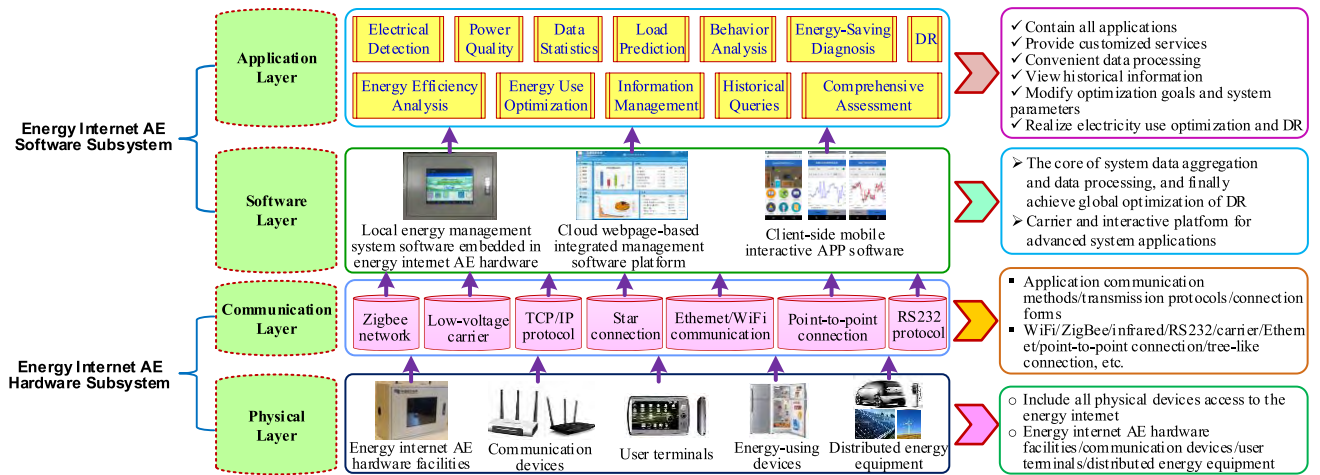 Energy Internet AE
Software Subsystem
Energy Internet AE
Hardware Subsystem
Application
Layer
Electrical
Detection
Power
Quality
Data
Statistics
Load
Prediction
Behavior
Analysis
Energy-Saving
Diagnosis
DR
Energy Efficiency
Analysis
Energy Use
Optimization
Information
Management
Historical
Queries
Comprehensive
Assessment
✓ Contain all applications
✓ Provide customized services
✓ Convenient data processing
✓ View historical information
✓ Modify optimization goals and system
parameters
✓ Realize electricity use optimization and DR
Software
Layer
Local energy management
system software embedded in
energy internet AE hardware
Cloud webpage-based
integrated management
software platform
Client-side mobile
interactive APP software
➢ The core of system data aggregation
and data processing, and finally
achieve global optimization of DR
➢ Carrier and interactive platform for
advanced system applications
Communication
Layer
Zigbee
network
Low-voltage
carrier
TCP/IP
protocol
Star
connection
Ethernet/WiFi
communication
Point-to-point
connection
RS232
protocol
▪ Application communication
methods/transmission protocols/connection
forms
▪ WiFi/ZigBee/infrared/RS232/carrier/Ethern
et/point-to-point connection/tree-like
connection, etc.
Physical
Layer
Energy internet AE
hardware facilities
Communication
devices
User terminals
Energy-using
devices
Distributed energy
equipment
o Include all physical devices access to the
energy internet
o Energy internet AE hardware
facilities/communication devices/user
terminals/distributed energy equipment